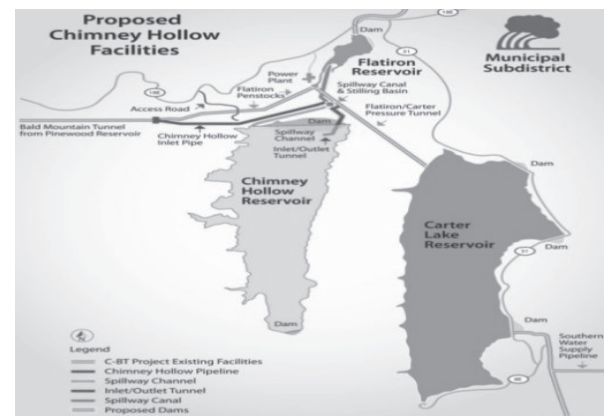 Proposed
Chimney Hollow
Facilities
Dam
Municipal
Subdistrict
Flatiron
Reservoir
Power
Plant
Flatiron
Penstocks
Spillway Canal
& Stilling Basin
Access Road
Flatiron/Carter
Pressure Tunnel
Bald Mountain Tunnel
from Pinewood Reservoir
Chimney Hollow
Inlet Pipe
Dam
Spillway
Channel
Inlet/Outlet
Tunnel
Dam
Chimney
Hollow
Reservoir
Carter
Lake
Reservoir
31
Dam
Dam
Dam
Southern
Water
Supply
Pipeline
Legend
C-BT Project Existing Facilities
Chimney Hollow Pipeline
Spillway Channel
Inlet/Outlet Tunnel
Spillway Canal
Proposed Dams